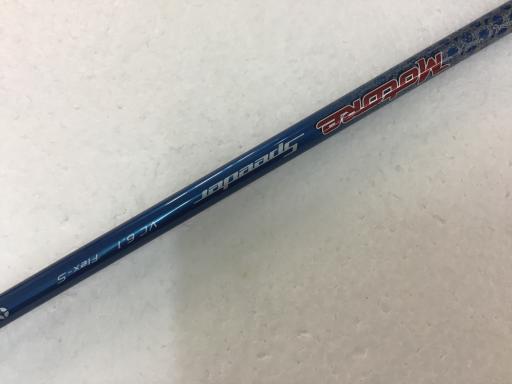 Motore
Speeder
VC 6.1
Flex-S